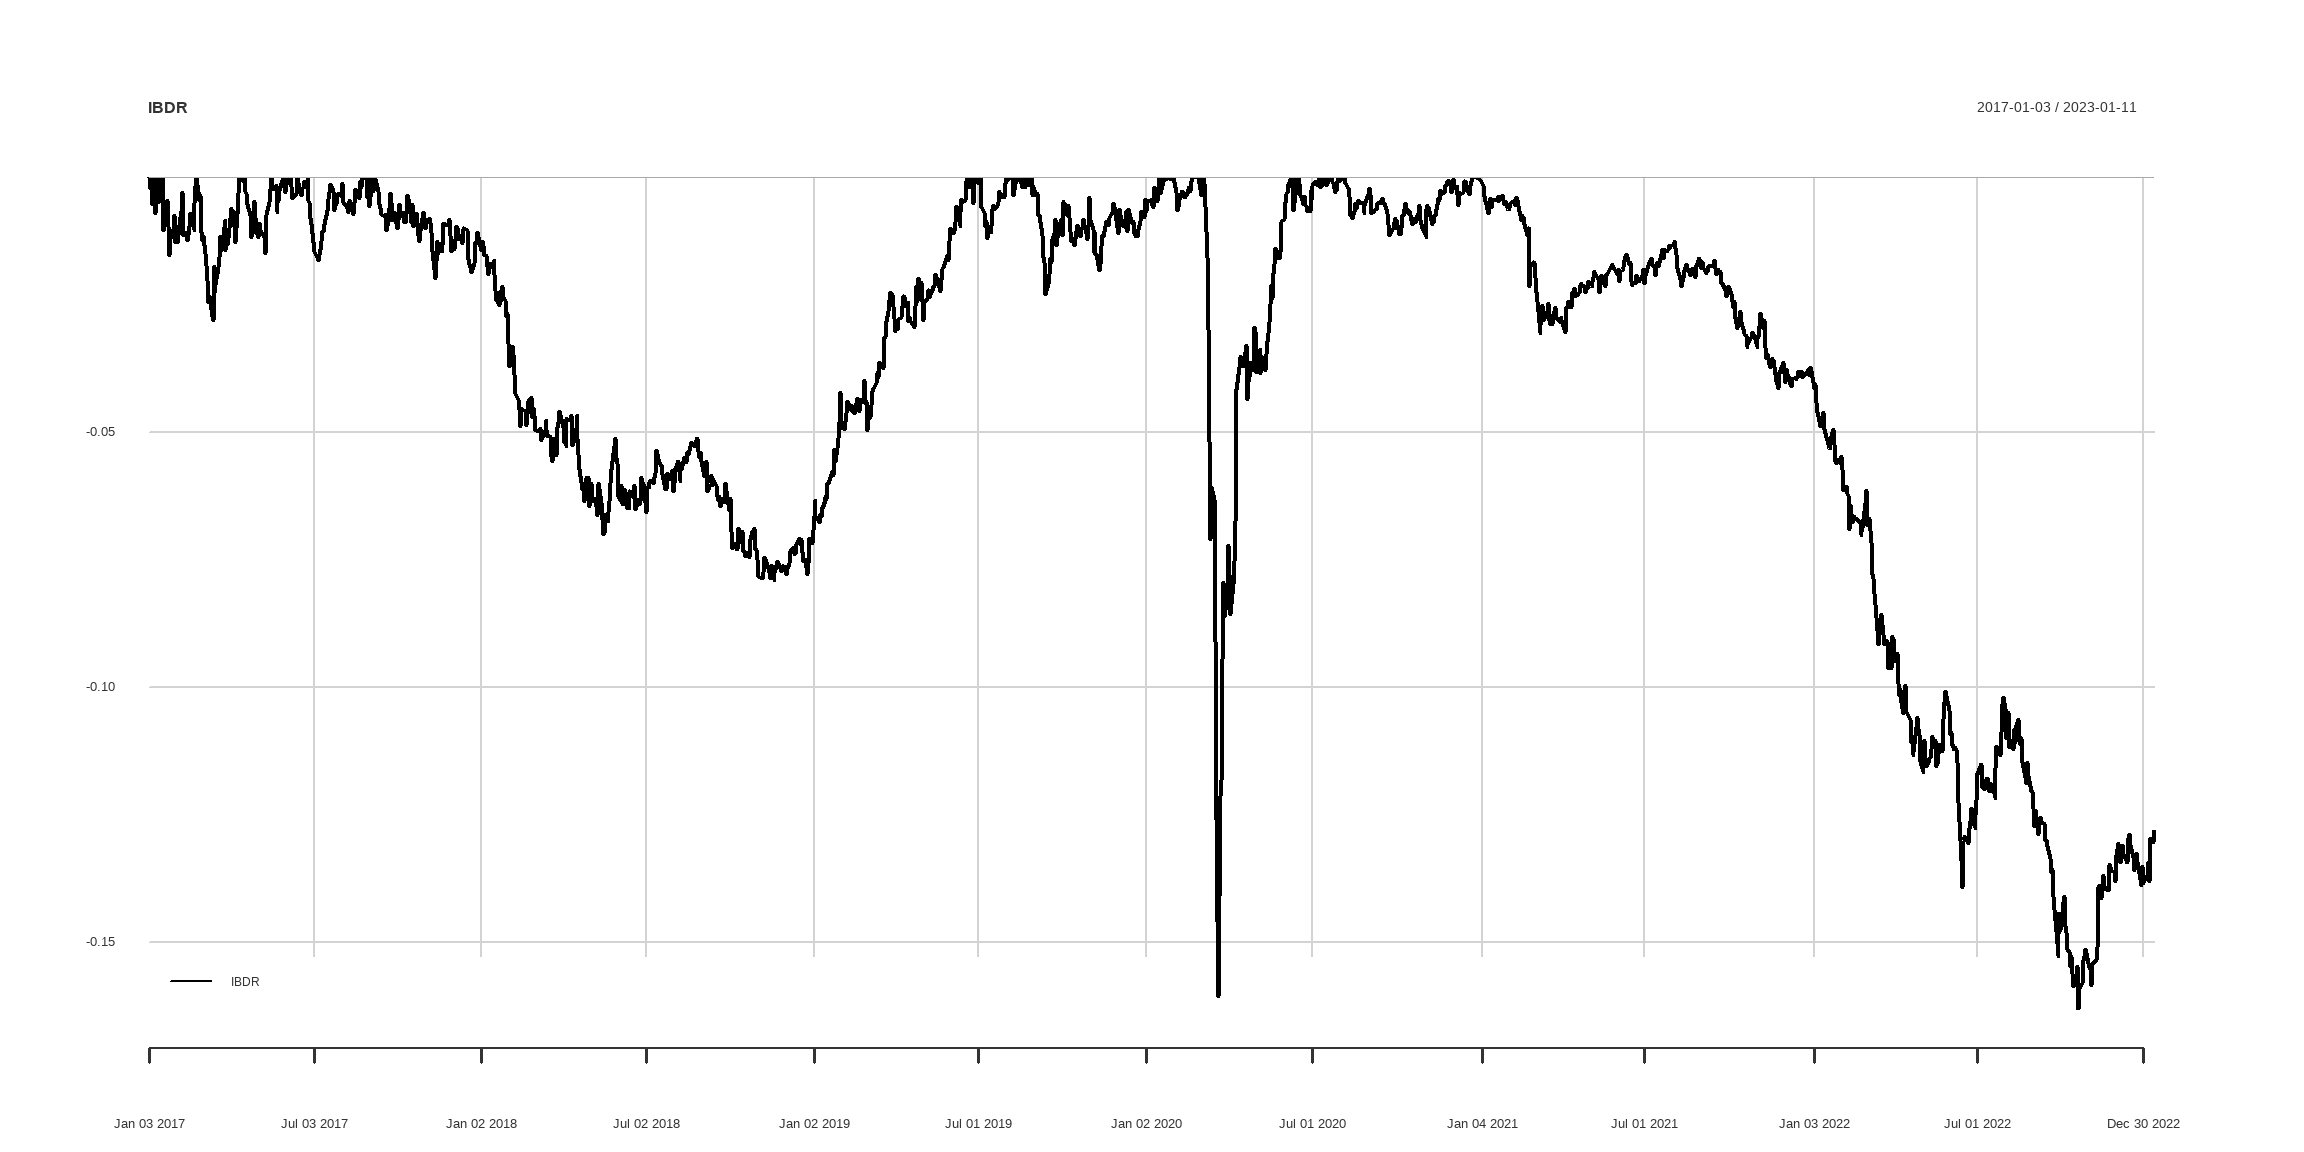 IBDR
2017-01-03 / 2023-01-11
-0.05
-0.10
-0.15
IBDR
Jan 03 2017
Jul 03 2017
Jan 02 2018
Jul 02 2018
Jan 02 2019
Jul 01 2019
Jan 02 2020
Jul 01 2020
Jan 04 2021
Jul 01 2021
Jan 03 2022
Jul 01 2022
Dec 30 2022